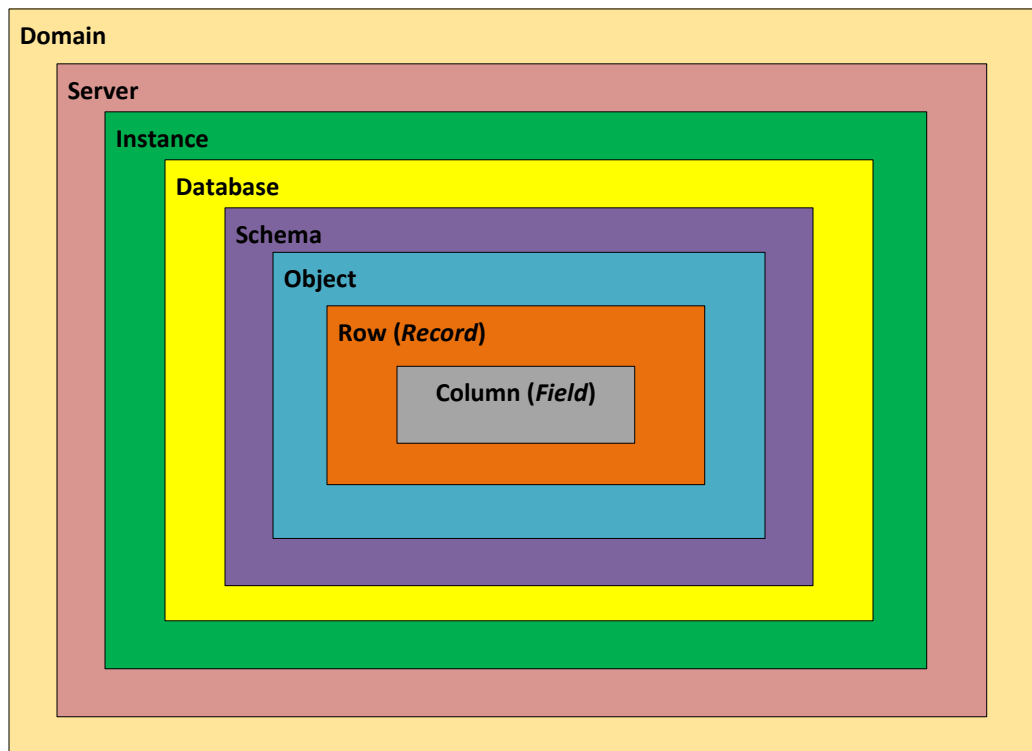 Domain
Server
Instance
Database
Schema
Object
Row (Record)
Column (Field)